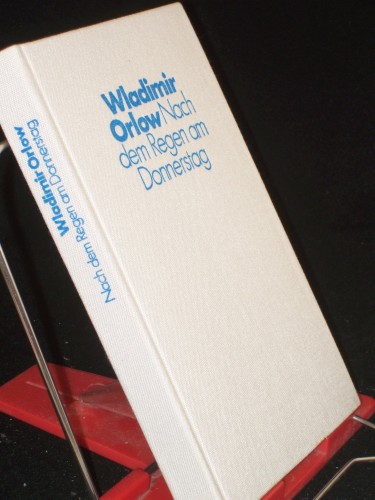 Wladimir
Orlow Nach
dem Regen am
Donnerstag
Wladimir Orlow
Nach dem Regen am Donnerstag